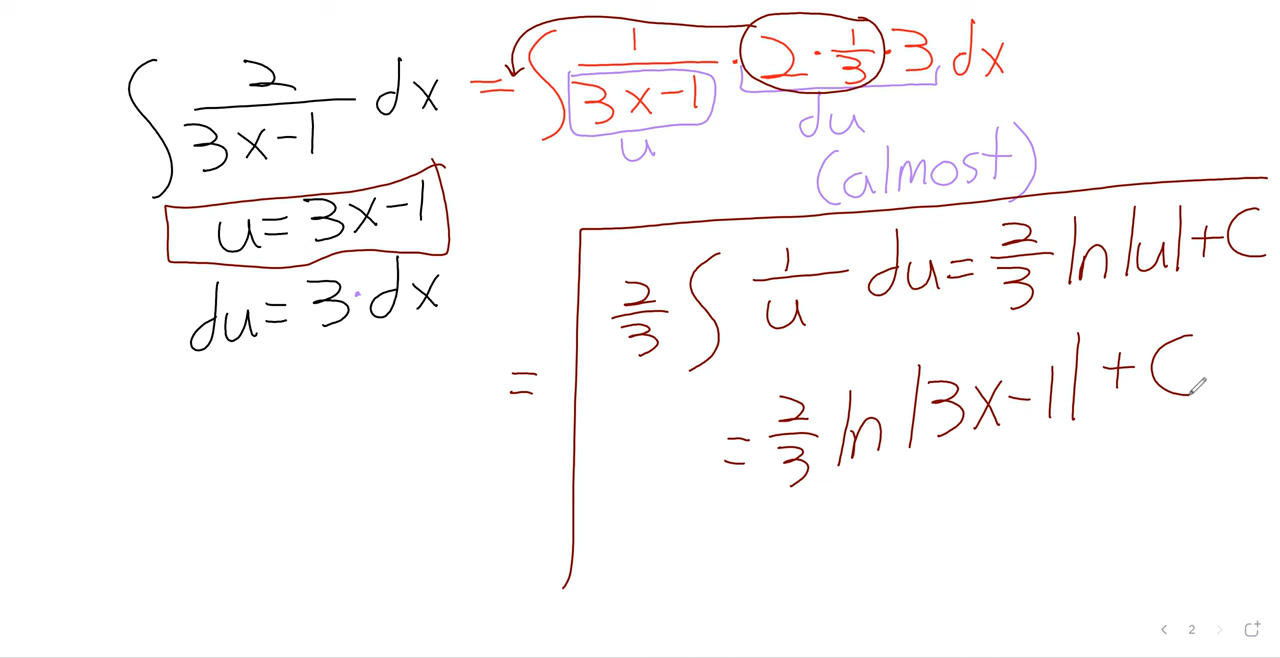 ∫ 2/(3x-1) dx = ∫ 1/(3x-1) · 2 · 1/3 · 3 dx
u du
(almost)
u = 3x-1
du = 3·dx
= 2/3 ∫ 1/u du = 2/3 ln|u| + C
= 2/3 ln|3x-1| + C
2